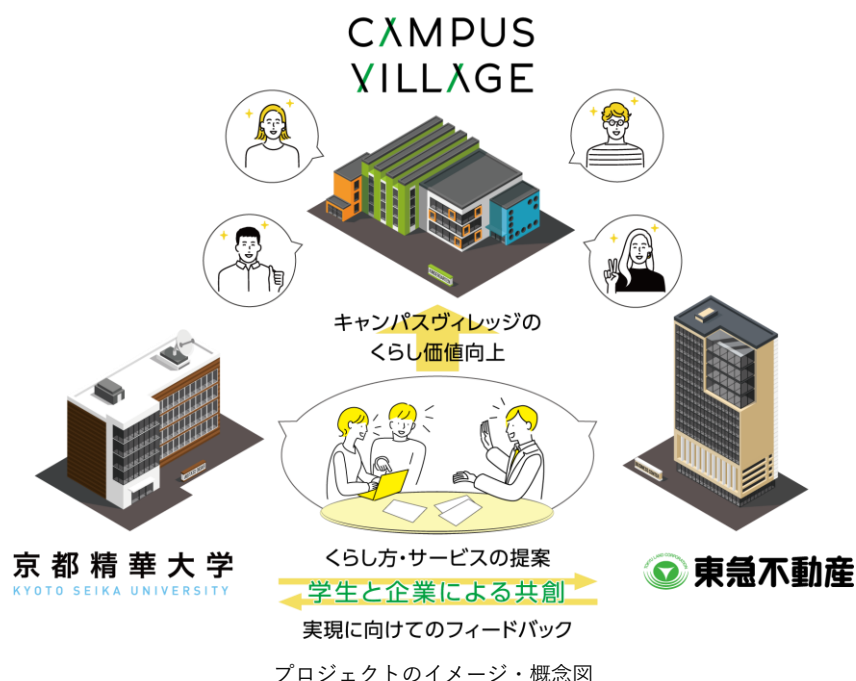 CAMPUS
VILLAGE
キャンパスヴィレッジの
くらし価値向上
京都精華大学
KYOTO SEIKA UNIVERSITY
東急不動産
くらし方・サービスの提案
学生と企業による共創
実現に向けてのフィードバック
プロジェクトのイメージ・概念図